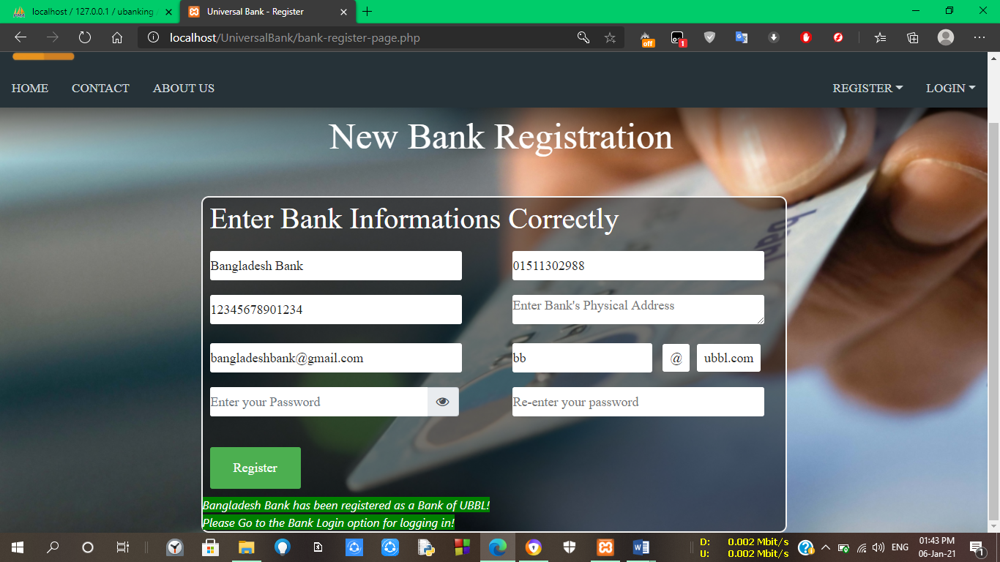 localhost / 127.0.0.1 / ubanking
Universal Bank - Register
localhost/UniversalBank/bank-register-page.php
off
1
HOME CONTACT ABOUT US REGISTER LOGIN
New Bank Registration
Enter Bank Informations Correctly
Bangladesh Bank 01511302988
12345678901234 Enter Bank's Physical Address
bangladeshbank@gmail.com bb @ ubbl.com
Enter your Password Re-enter your password
Register
Bangladesh Bank has been registered as a Bank of UBBL!
Please Go to the Bank Login option for logging in!
D: 0.002 Mbit/s
U: 0.002 Mbit/s
ENG
01:43 PM
06-Jan-21
1